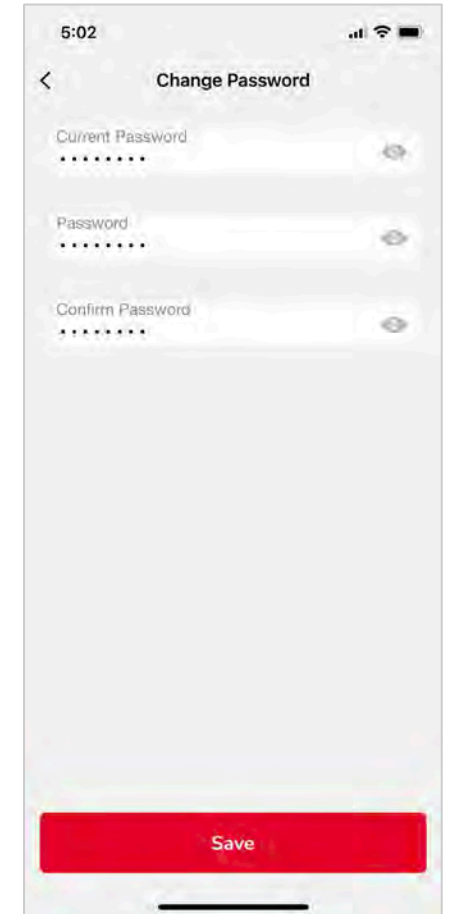 5:02
Change Password
Current Password
••••••••
Password
••••••••
Confirm Password
••••••••
Save